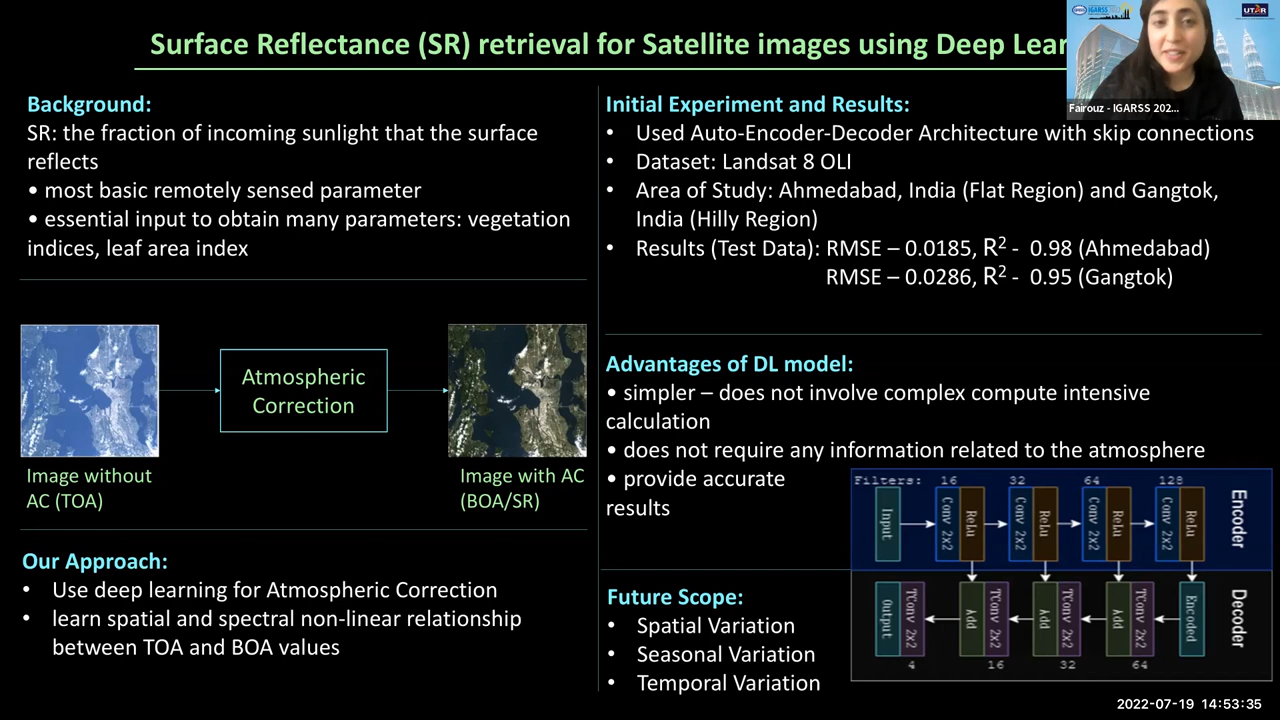 Surface Reflectance (SR) retrieval for Satellite images using Deep Lear
IGARSS
UTAR
Fairouz - IGARSS 202...
Background:
SR: the fraction of incoming sunlight that the surface
reflects
• most basic remotely sensed parameter
• essential input to obtain many parameters: vegetation
indices, leaf area index
Atmospheric
Correction
Image without
AC (TOA)
Image with AC
(BOA/SR)
Our Approach:
• Use deep learning for Atmospheric Correction
• learn spatial and spectral non-linear relationship
between TOA and BOA values
Initial Experiment and Results:
• Used Auto-Encoder-Decoder Architecture with skip connections
• Dataset: Landsat 8 OLI
• Area of Study: Ahmedabad, India (Flat Region) and Gangtok,
India (Hilly Region)
• Results (Test Data): RMSE – 0.0185, R² - 0.98 (Ahmedabad)
RMSE – 0.0286, R² - 0.95 (Gangtok)
Advantages of DL model:
• simpler – does not involve complex compute intensive
calculation
• does not require any information related to the atmosphere
• provide accurate
results
Filters: 16 32 64 128
Input Conv 2x2 ReLu Conv 2x2 ReLu Conv 2x2 ReLu Conv 2x2 ReLu Encoder
Output TConv 2x2 Add TConv 2x2 Add TConv 2x2 Add TConv 2x2 Encoded Decoder
4 16 32 64
Future Scope:
• Spatial Variation
• Seasonal Variation
• Temporal Variation
2022-07-19 14:53:35